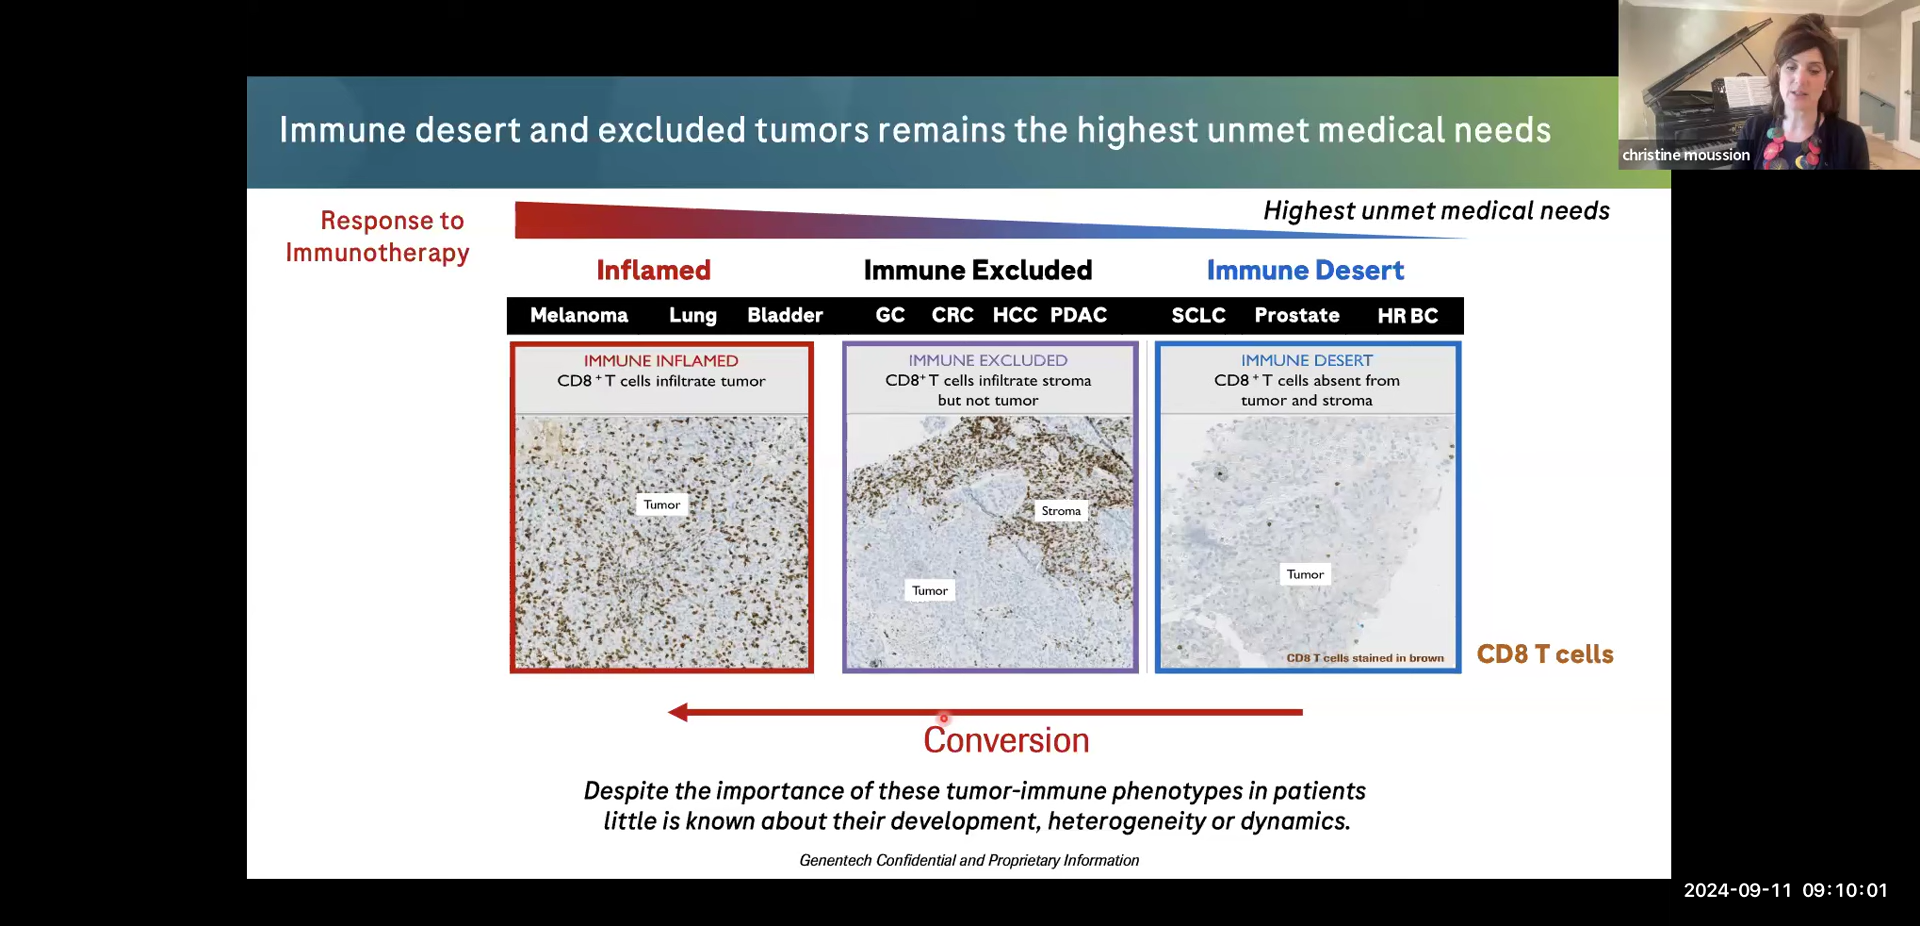 christine moussion
Immune desert and excluded tumors remains the highest unmet medical needs
Response to
Immunotherapy
Highest unmet medical needs
Inflamed
Immune Excluded
Immune Desert
Melanoma Lung Bladder
GC CRC HCC PDAC
SCLC Prostate HR BC
IMMUNE INFLAMED
CD8 + T cells infiltrate tumor
Tumor
IMMUNE EXCLUDED
CD8+ T cells infiltrate stroma
but not tumor
Stroma
Tumor
IMMUNE DESERT
CD8 + T cells absent from
tumor and stroma
Tumor
CD8 T cells stained in brown
CD8 T cells
Conversion
Despite the importance of these tumor-immune phenotypes in patients
little is known about their development, heterogeneity or dynamics.
Genentech Confidential and Proprietary Information
2024-09-11 09:10:01